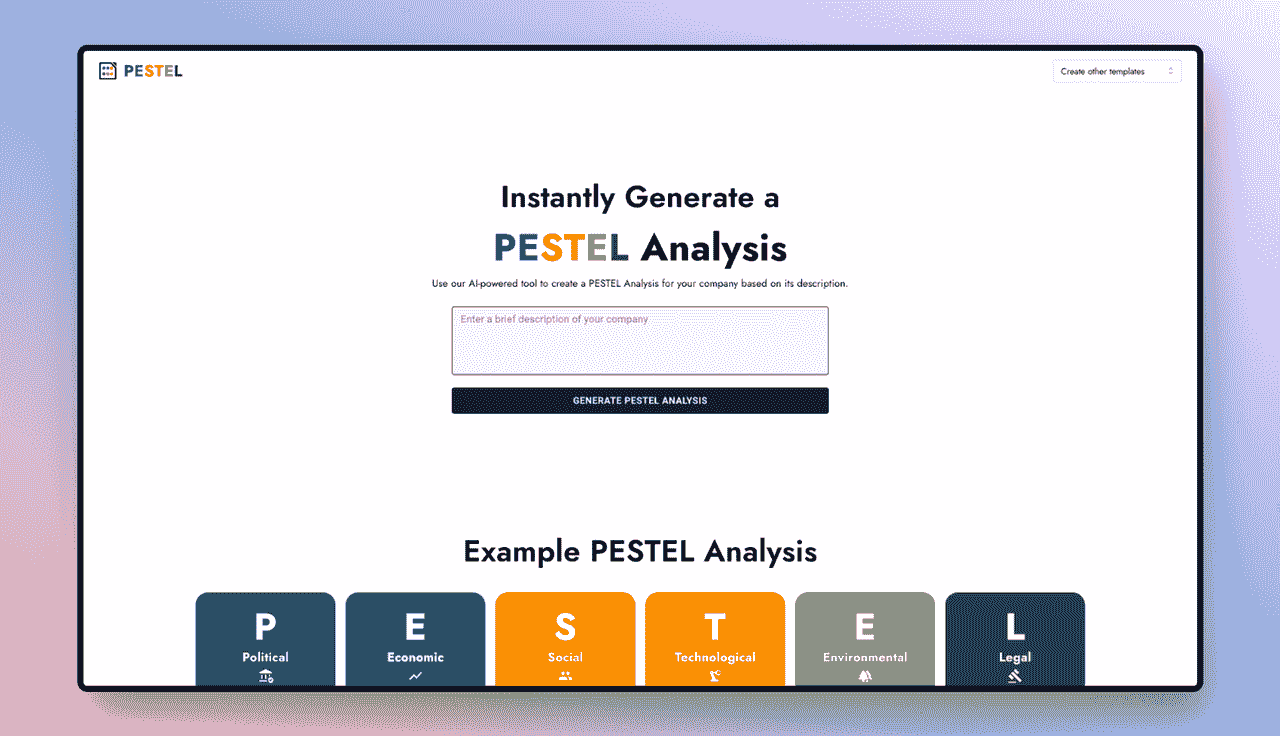 PESTEL
Create other templates
Instantly Generate a
PESTEL Analysis
Use our AI-powered tool to create a PESTEL Analysis for your company based on its description.
Enter a brief description of your company
GENERATE PESTEL ANALYSIS
Example PESTEL Analysis
P E S T E L
Political Economic Social Technological Environmental Legal